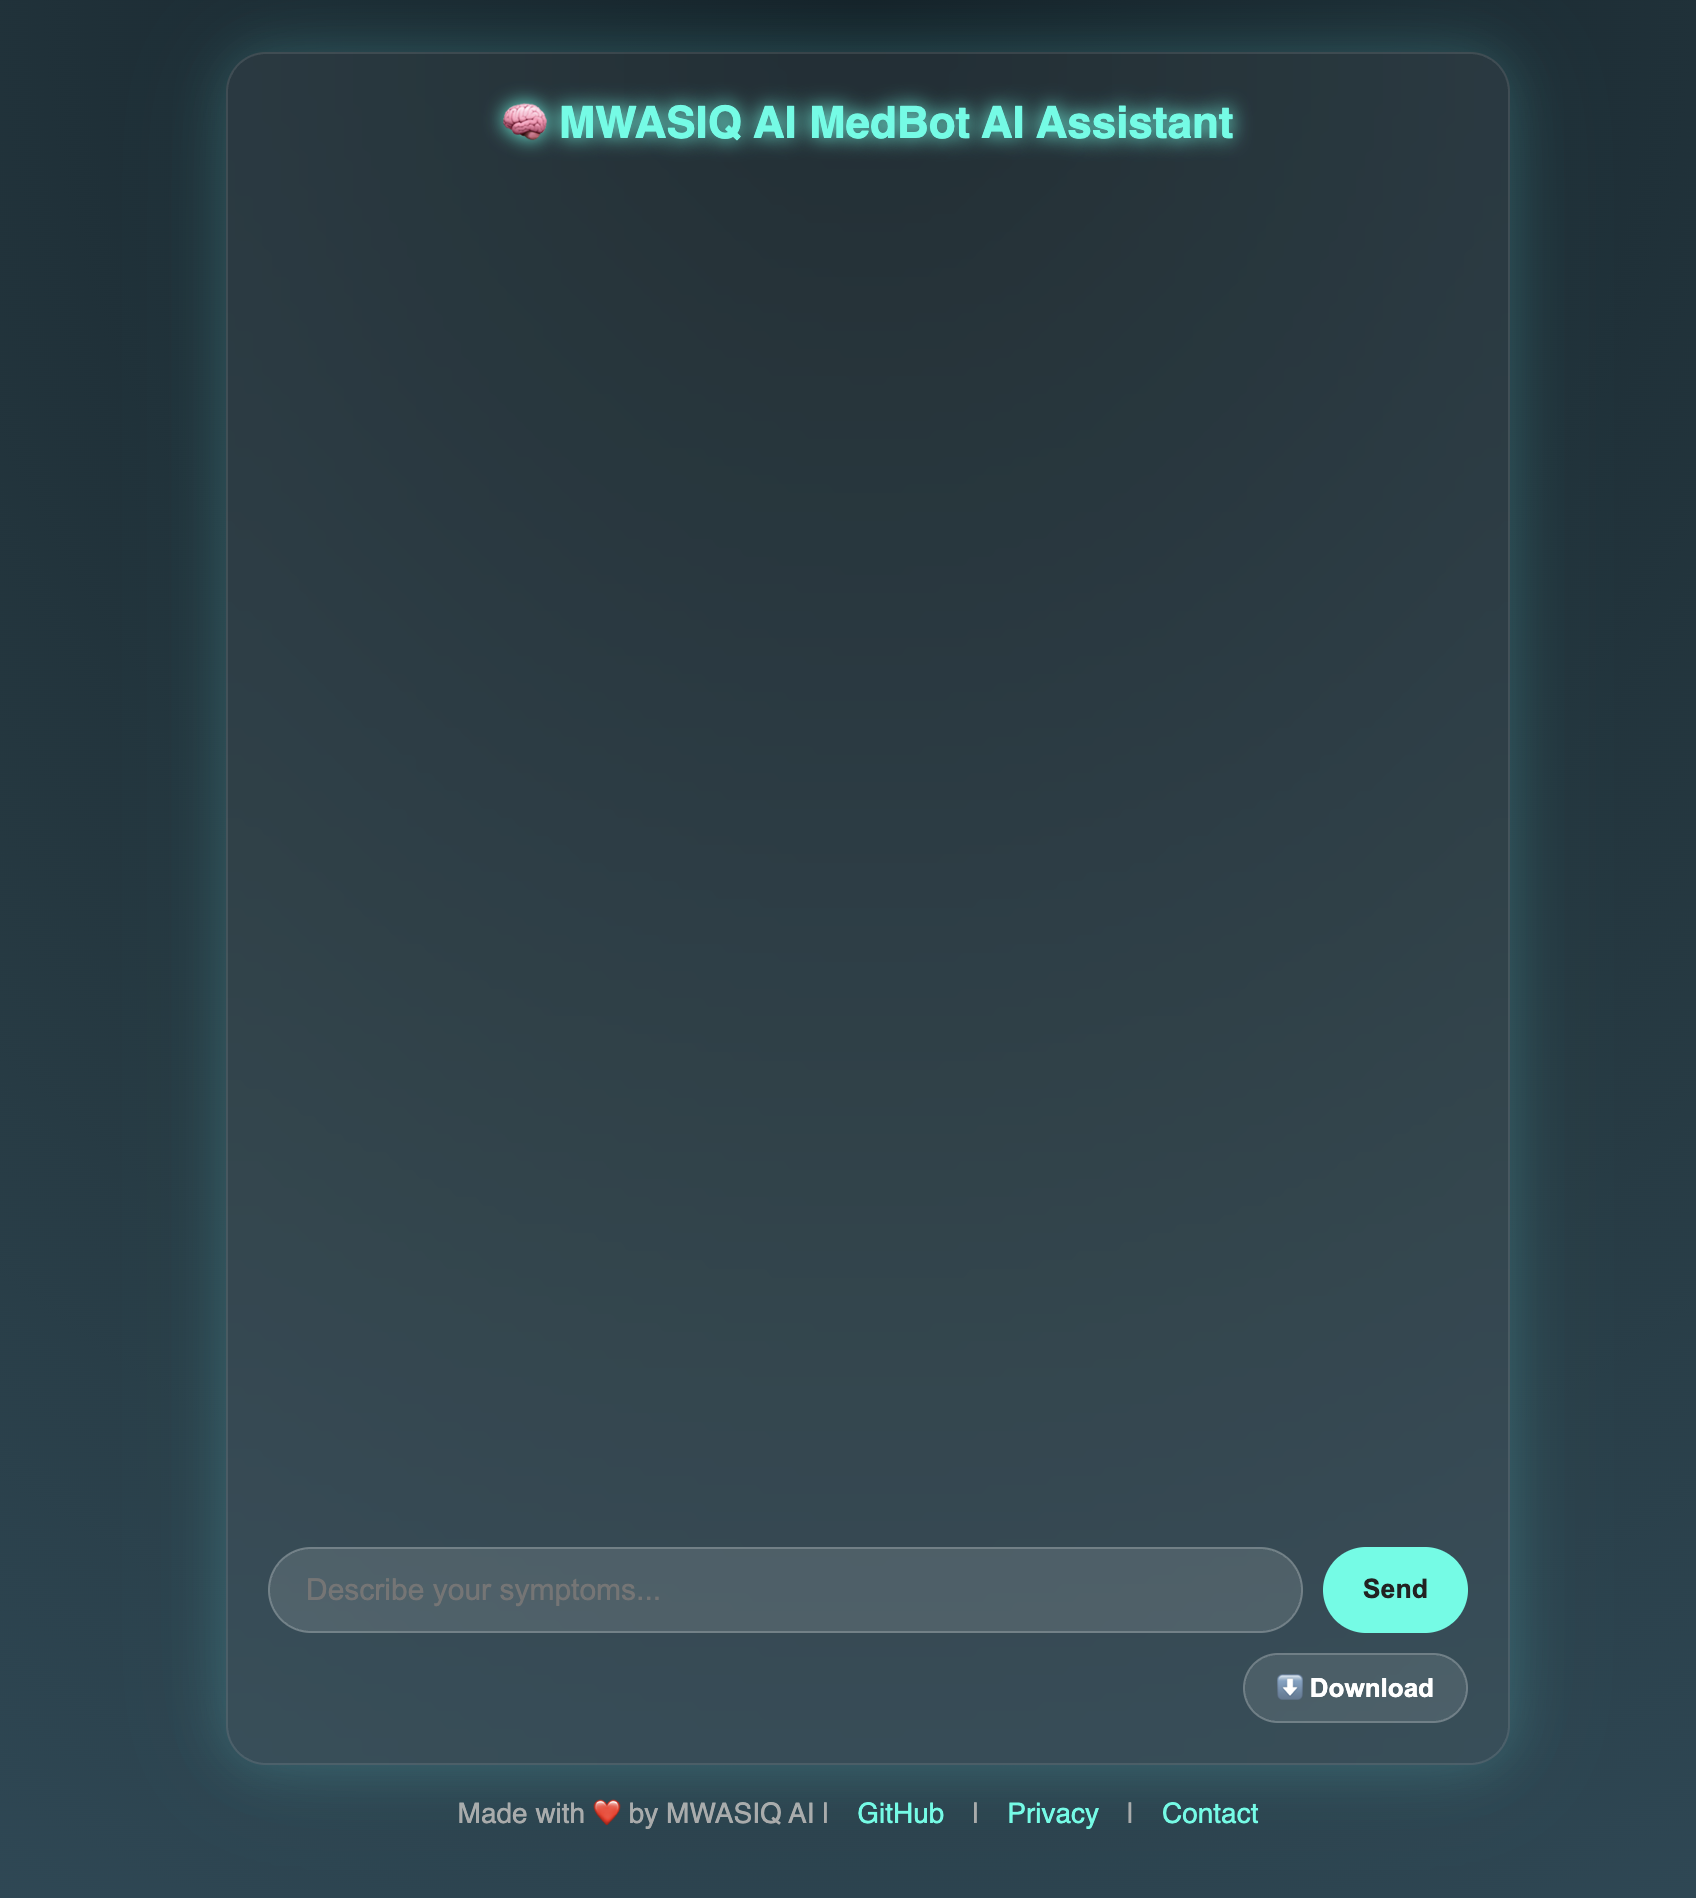 🧠 MWASIQ AI MedBot AI Assistant
Describe your symptoms...
Send
⬇️ Download
Made with ❤️ by MWASIQ AI | GitHub | Privacy | Contact